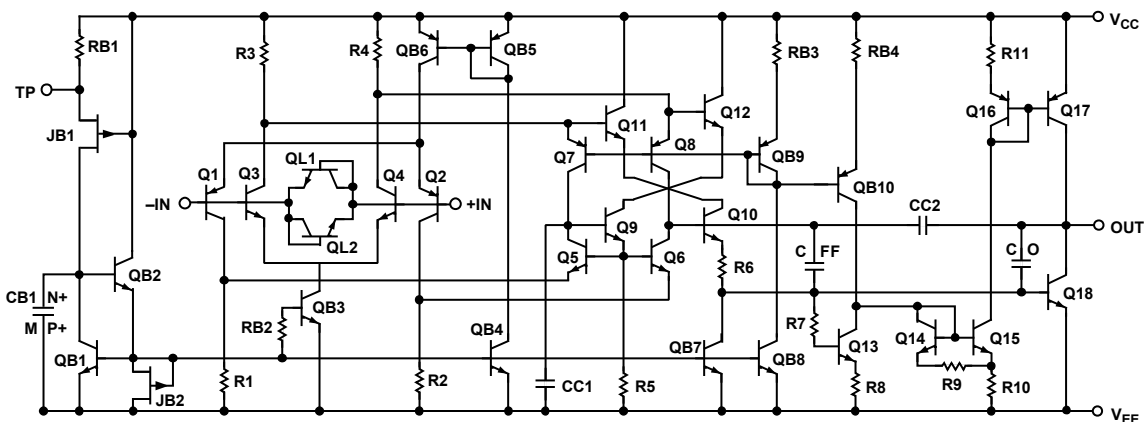 V_CC
RB1
R3
R4
QB6
QB5
RB3
RB4
R11
TP
Q16
Q17
JB1
Q11
Q12
QL1
Q7
Q8
QB9
Q1
Q3
Q4
Q2
QB10
–IN
+IN
CC2
OUT
QL2
Q9
Q10
QB2
Q5
Q6
R6
C FF
C O
CB1 N+
M P+
QB3
Q18
RB2
R7
Q13
Q14
Q15
QB1
QB4
QB7
QB8
JB2
R1
R2
CC1
R5
R8
R9
R10
V_EE